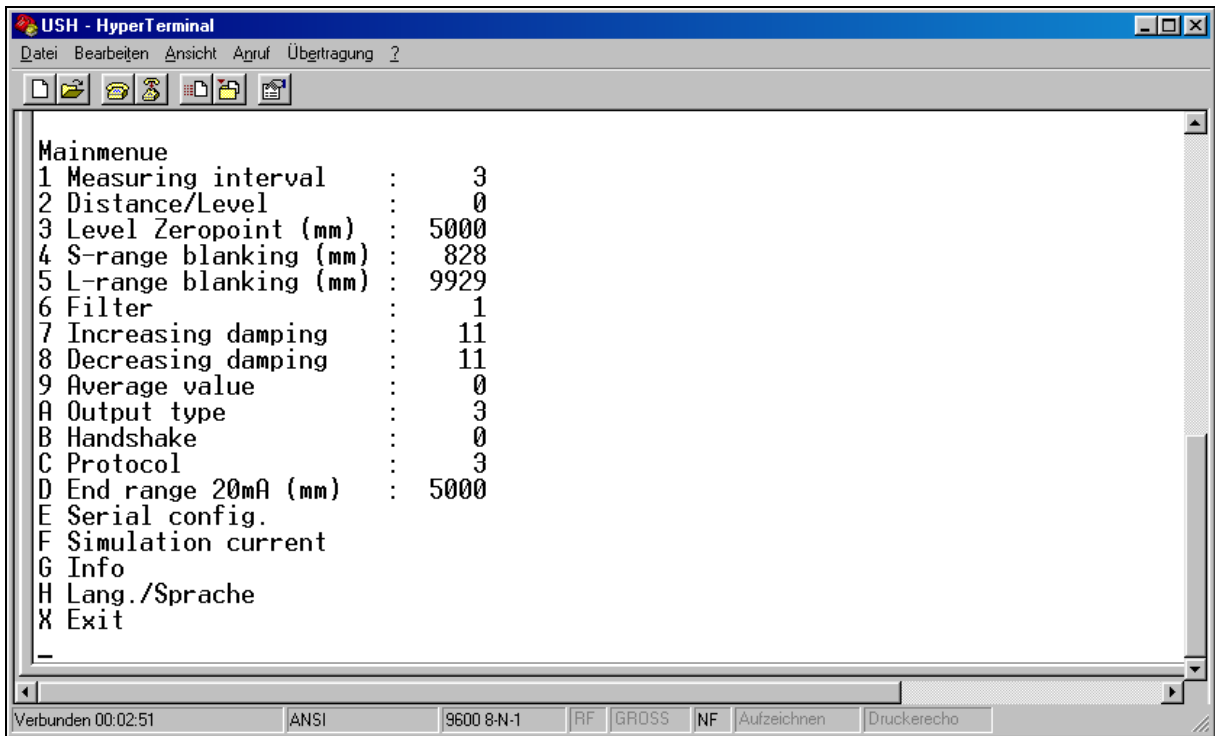 USH - HyperTerminal
Datei Bearbeiten Ansicht Anruf Übertragung ?
Mainmenue
1 Measuring interval : 3
2 Distance/Level : 0
3 Level Zeropoint (mm) : 5000
4 S-range blanking (mm) : 828
5 L-range blanking (mm) : 9929
6 Filter : 1
7 Increasing damping : 11
8 Decreasing damping : 11
9 Average value : 0
A Output type : 3
B Handshake : 0
C Protocol : 3
D End range 20mA (mm) : 5000
E Serial config.
F Simulation current
G Info
H Lang./Sprache
X Exit
_
Verbunden 00:02:51 ANSI 9600 8-N-1 RF GROSS NF Aufzeichnen Druckerecho